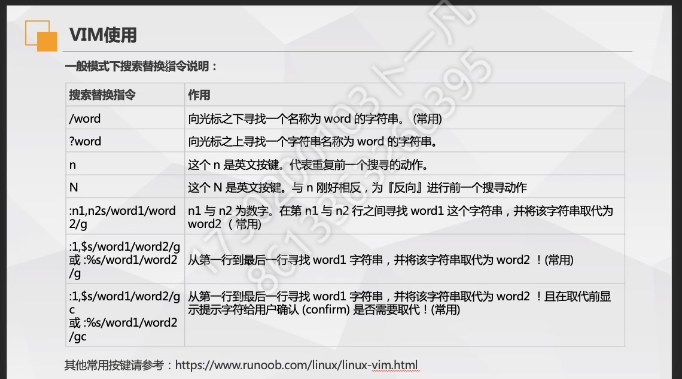 VIM使用
一般模式下搜索替换指令说明：
搜索替换指令 作用
/word 向光标之下寻找一个名称为 word 的字符串。 (常用)
?word 向光标之上寻找一个字符串名称为 word 的字符串。
n 这个 n 是英文按键。代表重复前一个搜寻的动作。
N 这个 N 是英文按键。与 n 刚好相反，为『反向』进行前一个搜寻动作
:n1,n2s/word1/word n1 与 n2 为数字。在第 n1 与 n2 行之间寻找 word1 这个字符串，并将该字符串取代为
2/g word2 （ 常用)
:1,$s/word1/word2/g
或 :%s/word1/word2 从第一行到最后一行寻找 word1 字符串，并将该字符串取代为 word2 ！(常用)
/g
:1,$s/word1/word2/g 从第一行到最后一行寻找 word1 字符串，并将该字符串取代为 word2 ！且在取代前显
c 示提示字符给用户确认 (confirm) 是否需要取代！(常用)
或 :%s/word1/word2
/gc
其他常用按键请参考：https://www.runoob.com/linux/linux-vim.html